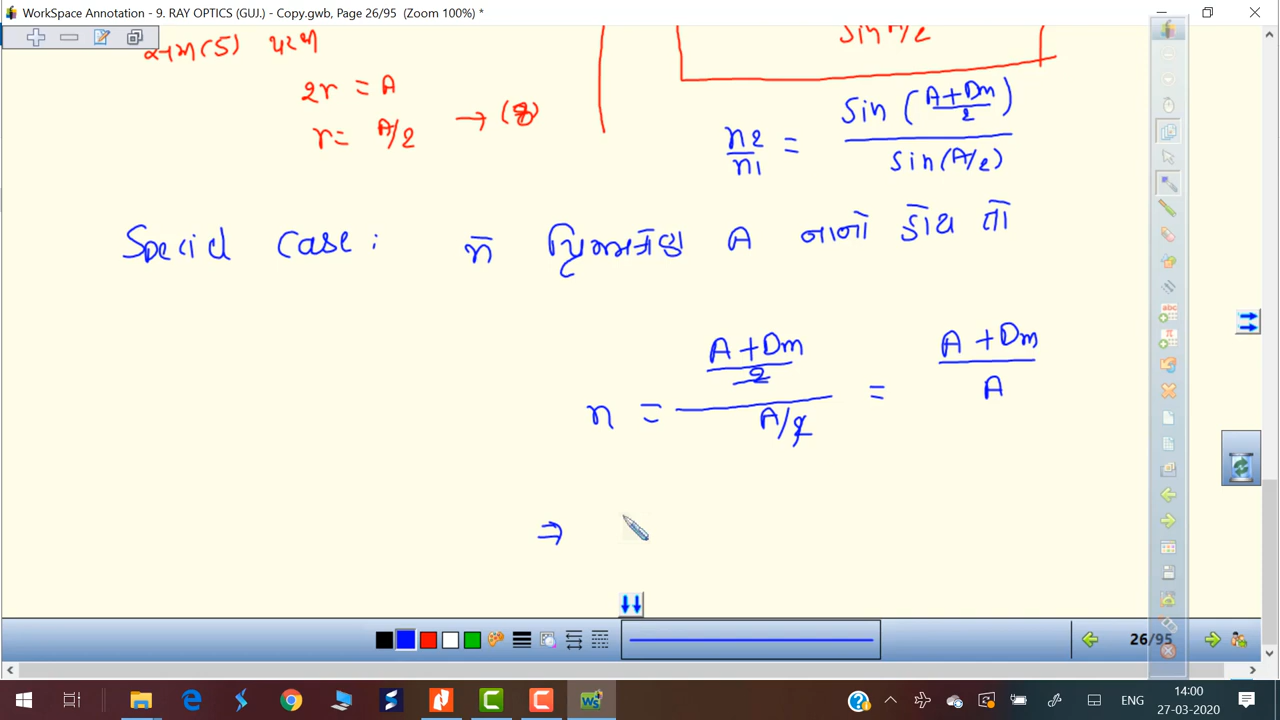 WorkSpace Annotation - 9. RAY OPTICS (GUJ.) - Copy.gwb, Page 26/95 (Zoom 100%) *
(5) પરથી
2r = A
r = A/2 → (8)
sin A/2
n2/n1 = sin (A+Dm/2) / sin(A/2)
Special case : A નાનો હોય તો
n = A+Dm/2 / A/2 = A+Dm / A
⇒
26/95
ENG
14:00
27-03-2020